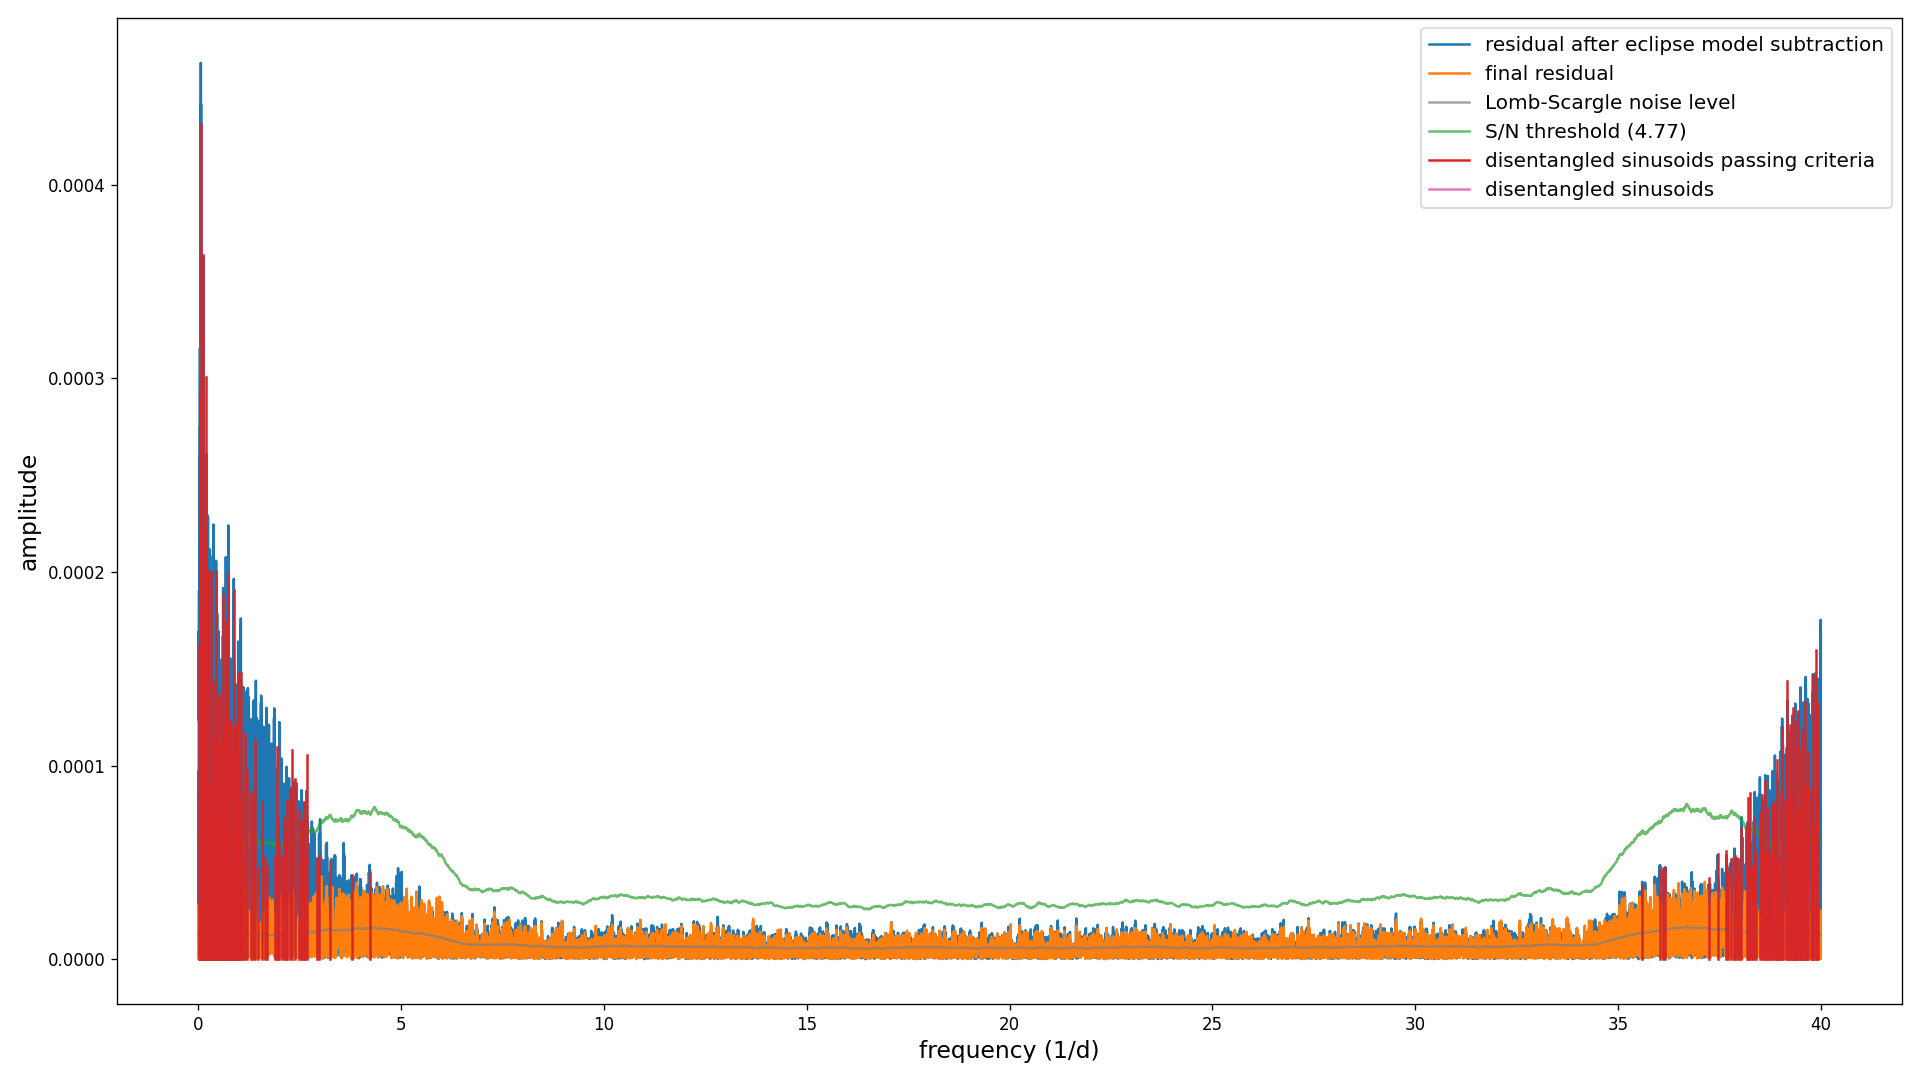 residual after eclipse model subtraction
final residual
Lomb-Scargle noise level
S/N threshold (4.77)
disentangled sinusoids passing criteria
disentangled sinusoids
amplitude
0.0004
0.0003
0.0002
0.0001
0.0000
0 5 10 15 20 25 30 35 40
frequency (1/d)